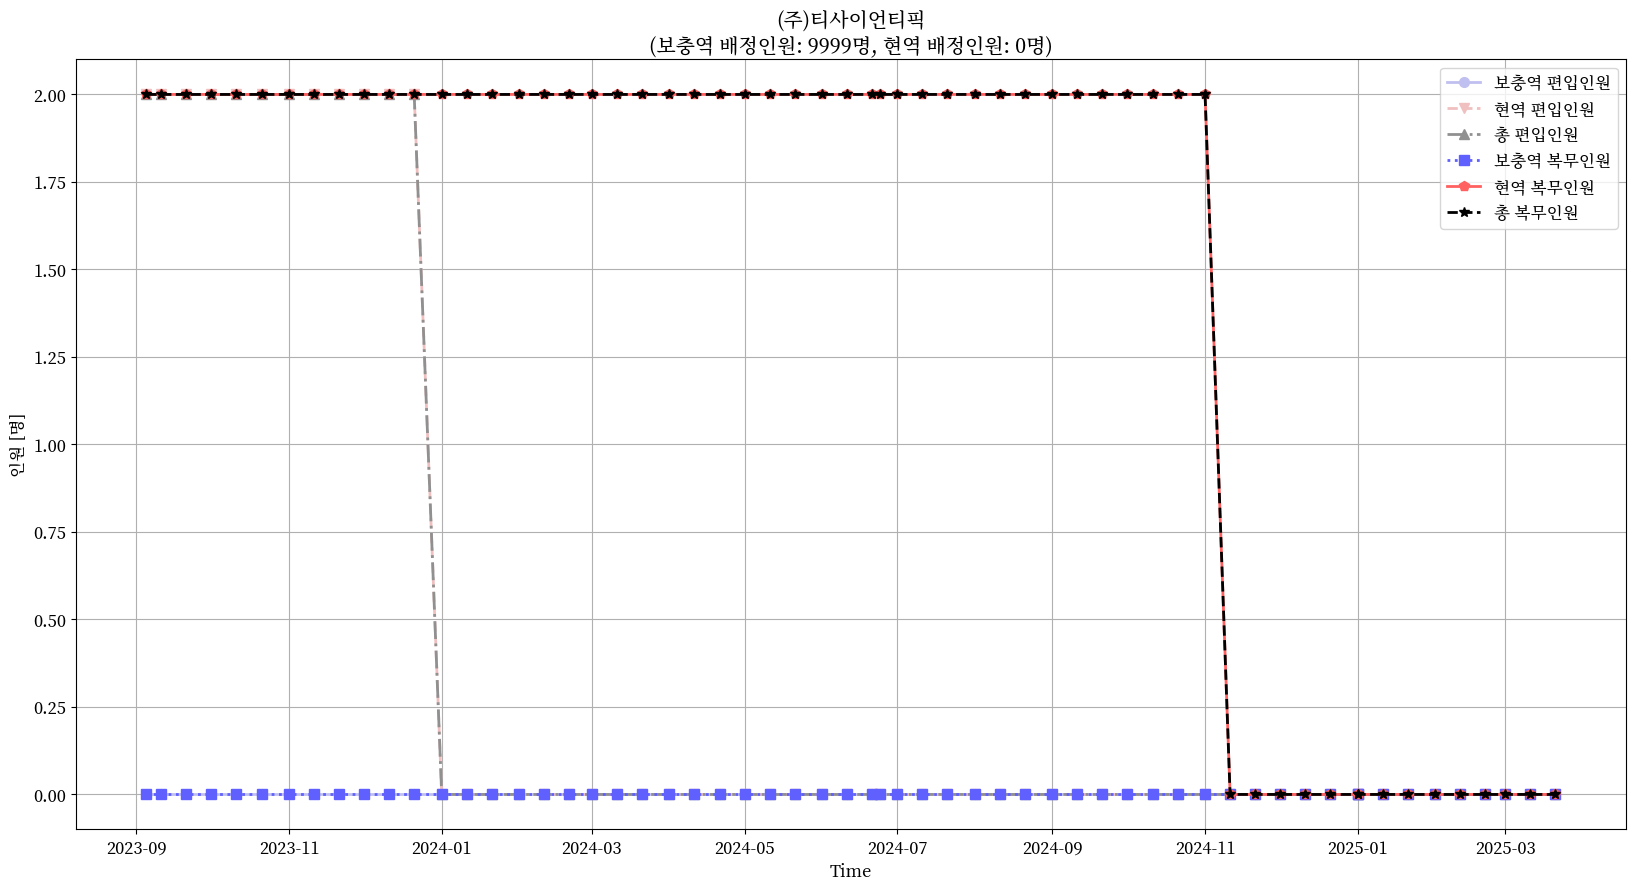 (주)티사이언티픽
(보충역 배정인원: 9999명, 현역 배정인원: 0명)
보충역 편입인원
현역 편입인원
총 편입인원
보충역 복무인원
현역 복무인원
총 복무인원
2.00
1.75
1.50
1.25
1.00
0.75
0.50
0.25
0.00
인원 [명]
2023-09 2023-11 2024-01 2024-03 2024-05 2024-07 2024-09 2024-11 2025-01 2025-03
Time